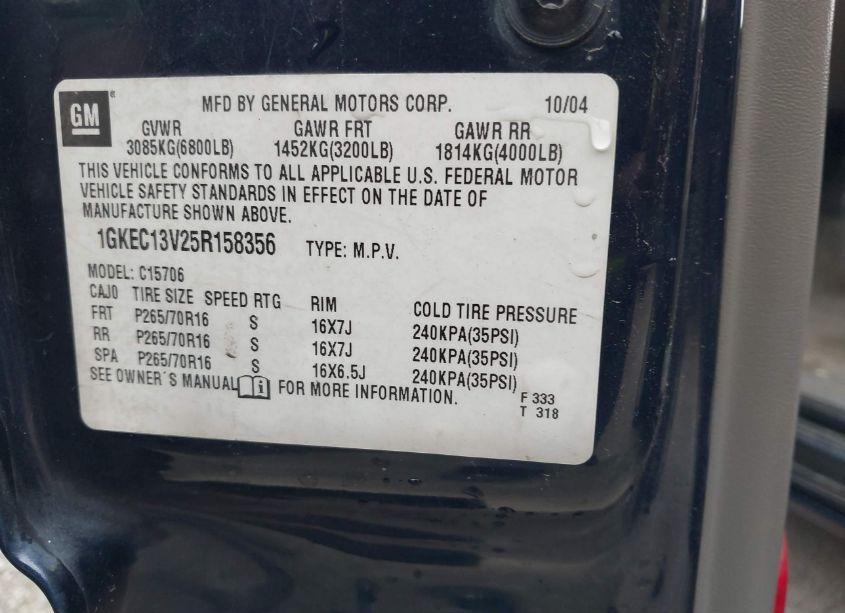 GM ®
MFD BY GENERAL MOTORS CORP. 10/04
GVWR GAWR FRT GAWR RR
3085KG(6800LB) 1452KG(3200LB) 1814KG(4000LB)
THIS VEHICLE CONFORMS TO ALL APPLICABLE U.S. FEDERAL MOTOR
VEHICLE SAFETY STANDARDS IN EFFECT ON THE DATE OF
MANUFACTURE SHOWN ABOVE.
1GKEC13V25R158356 TYPE: M.P.V.
MODEL: C15706
CAJ0 TIRE SIZE SPEED RTG RIM COLD TIRE PRESSURE
FRT P265/70R16 S 16X7J 240KPA(35PSI)
RR P265/70R16 S 16X7J 240KPA(35PSI)
SPA P265/70R16 S 16X6.5J 240KPA(35PSI)
SEE OWNER´S MANUAL i FOR MORE INFORMATION.
F 333
T 318